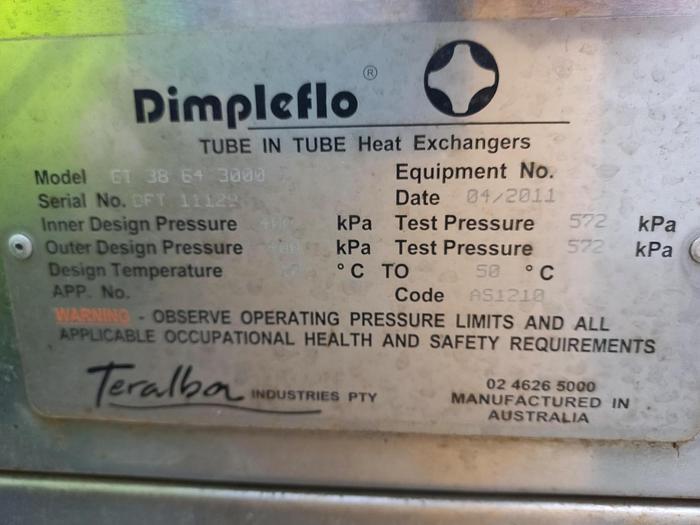 Dimpleflo ®
TUBE IN TUBE Heat Exchangers
Model GT 38 64 3000 Equipment No.
Serial No. DFT 11129 Date 04/2011
Inner Design Pressure kPa Test Pressure 572 kPa
Outer Design Pressure kPa Test Pressure 572 kPa
Design Temperature °C TO 50 °C
APP. No. Code AS1210
WARNING - OBSERVE OPERATING PRESSURE LIMITS AND ALL
APPLICABLE OCCUPATIONAL HEALTH AND SAFETY REQUIREMENTS
Teralba INDUSTRIES PTY
02 4626 5000
MANUFACTURED IN
AUSTRALIA